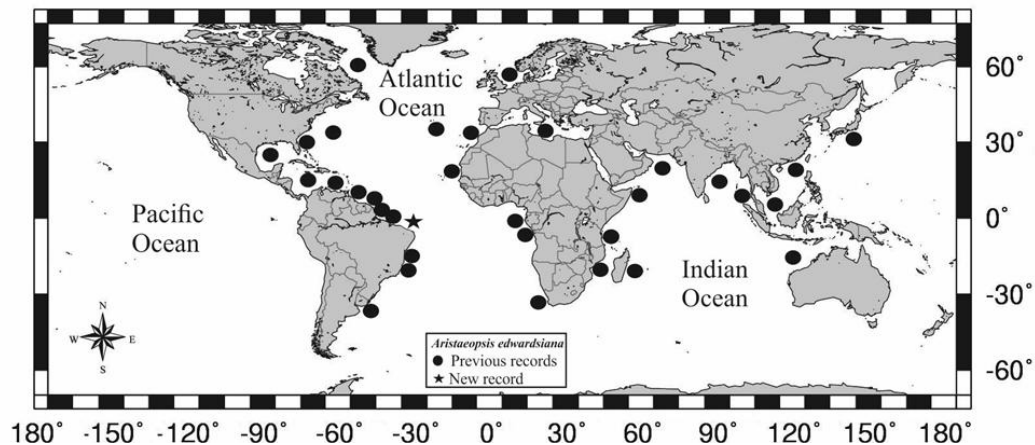 Atlantic
Ocean
Pacific
Ocean
Indian
Ocean
N
W E
S
Aristaeopsis edwardsiana
Previous records
New record
60°
30°
0°
-30°
-60°
180° -150° -120° -90° -60° -30° 0° 30° 60° 90° 120° 150° 180°